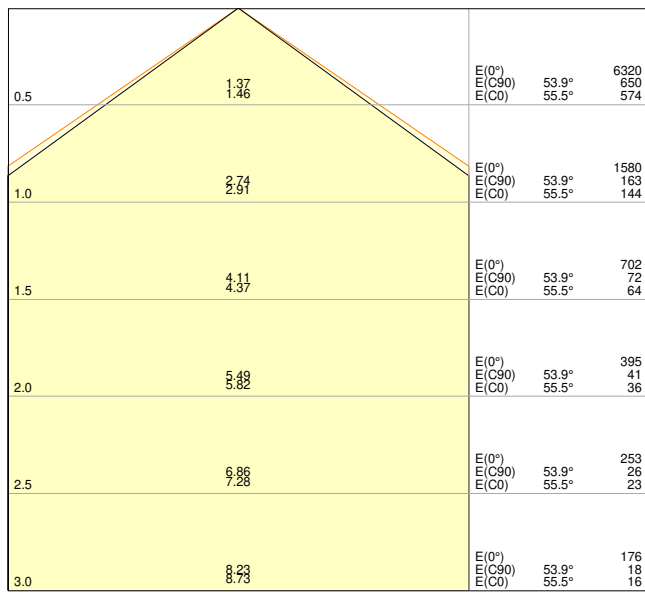 1.37
1.46
0.5
E(0°) 6320
E(C90) 53.9° 650
E(C0) 55.5° 574
2.74
2.91
1.0
E(0°) 1580
E(C90) 53.9° 163
E(C0) 55.5° 144
4.11
4.37
1.5
E(0°) 702
E(C90) 53.9° 72
E(C0) 55.5° 64
5.49
5.82
2.0
E(0°) 395
E(C90) 53.9° 41
E(C0) 55.5° 36
6.86
7.28
2.5
E(0°) 253
E(C90) 53.9° 26
E(C0) 55.5° 23
8.23
8.73
3.0
E(0°) 176
E(C90) 53.9° 18
E(C0) 55.5° 16